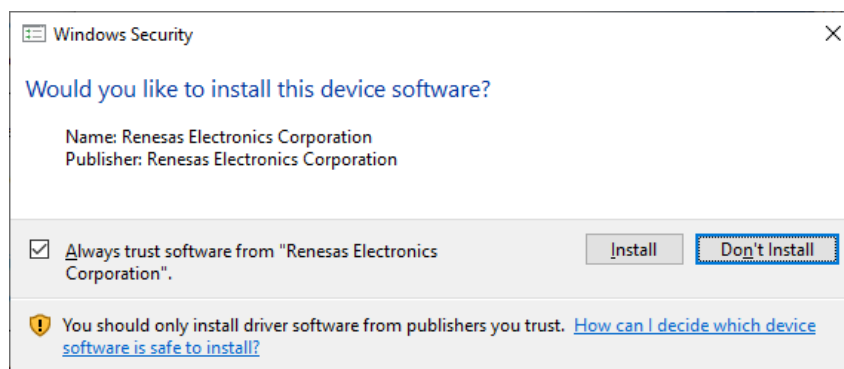 Windows Security
Would you like to install this device software?
Name: Renesas Electronics Corporation
Publisher: Renesas Electronics Corporation
Always trust software from "Renesas Electronics
Corporation".
Install
Don't Install
You should only install driver software from publishers you trust. How can I decide which device
software is safe to install?